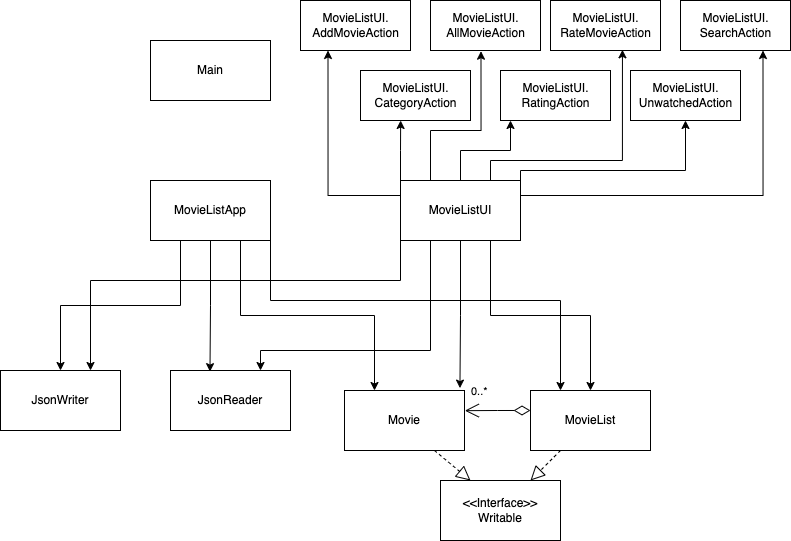 MovieListUI.
AddMovieAction
MovieListUI.
AllMovieAction
MovieListUI.
RateMovieAction
MovieListUI.
SearchAction
Main
MovieListUI.
CategoryAction
MovieListUI.
RatingAction
MovieListUI.
UnwatchedAction
MovieListApp
MovieListUI
JsonWriter
JsonReader
0..*
Movie
MovieList
<<Interface>>
Writable